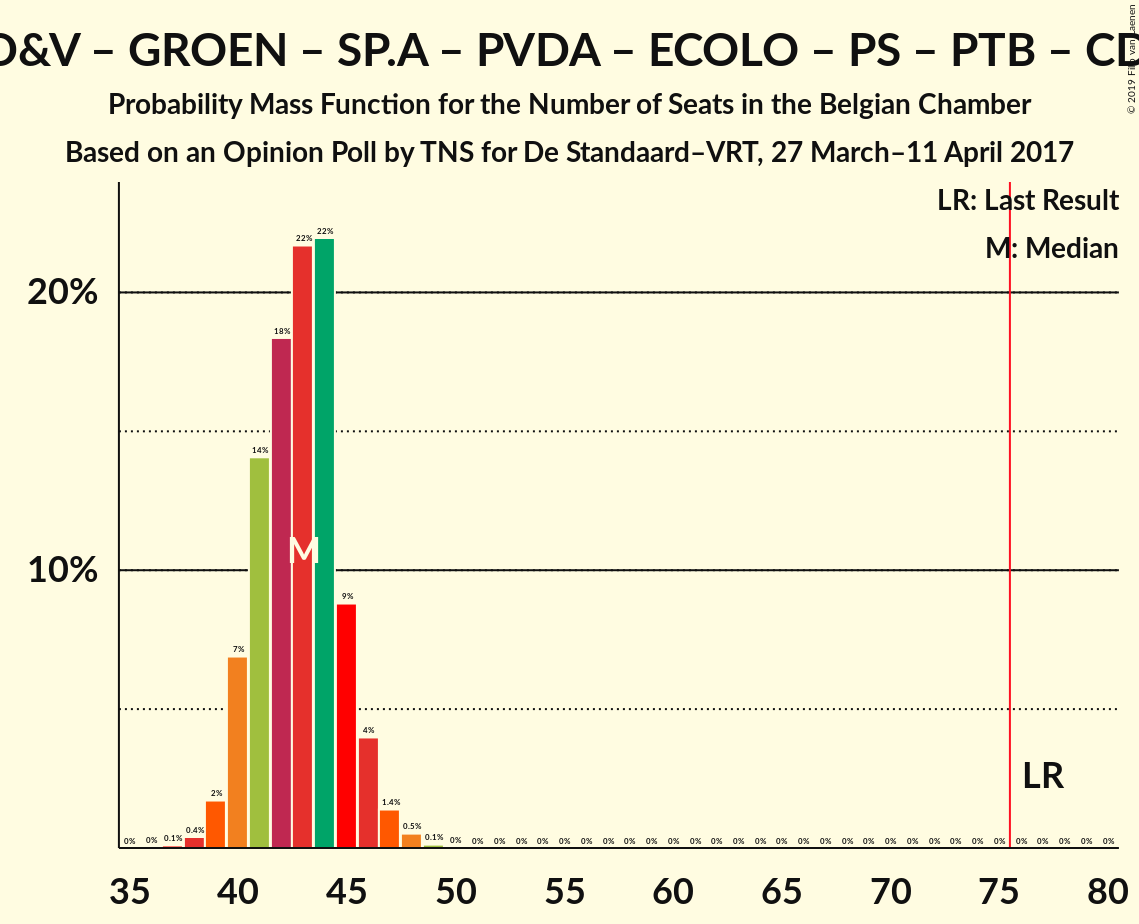 D&V – GROEN – SP.A – PVDA – ECOLO – PS – PTB – CD
Probability Mass Function for the Number of Seats in the Belgian Chamber
Based on an Opinion Poll by TNS for De Standaard–VRT, 27 March–11 April 2017
© 2019 Filip van Laenen
LR: Last Result
M: Median
20%
10%
0% 0% 0.1% 0.4% 2% 7% 14% 18% 22% 22% 9% 4% 1.4% 0.5% 0.1% 0% 0% 0% 0% 0% 0% 0% 0% 0% 0% 0% 0% 0% 0% 0% 0% 0% 0% 0% 0% 0% 0% 0% 0% 0% 0% 0% 0% 0% 0% 0%
M
LR
35 40 45 50 55 60 65 70 75 80